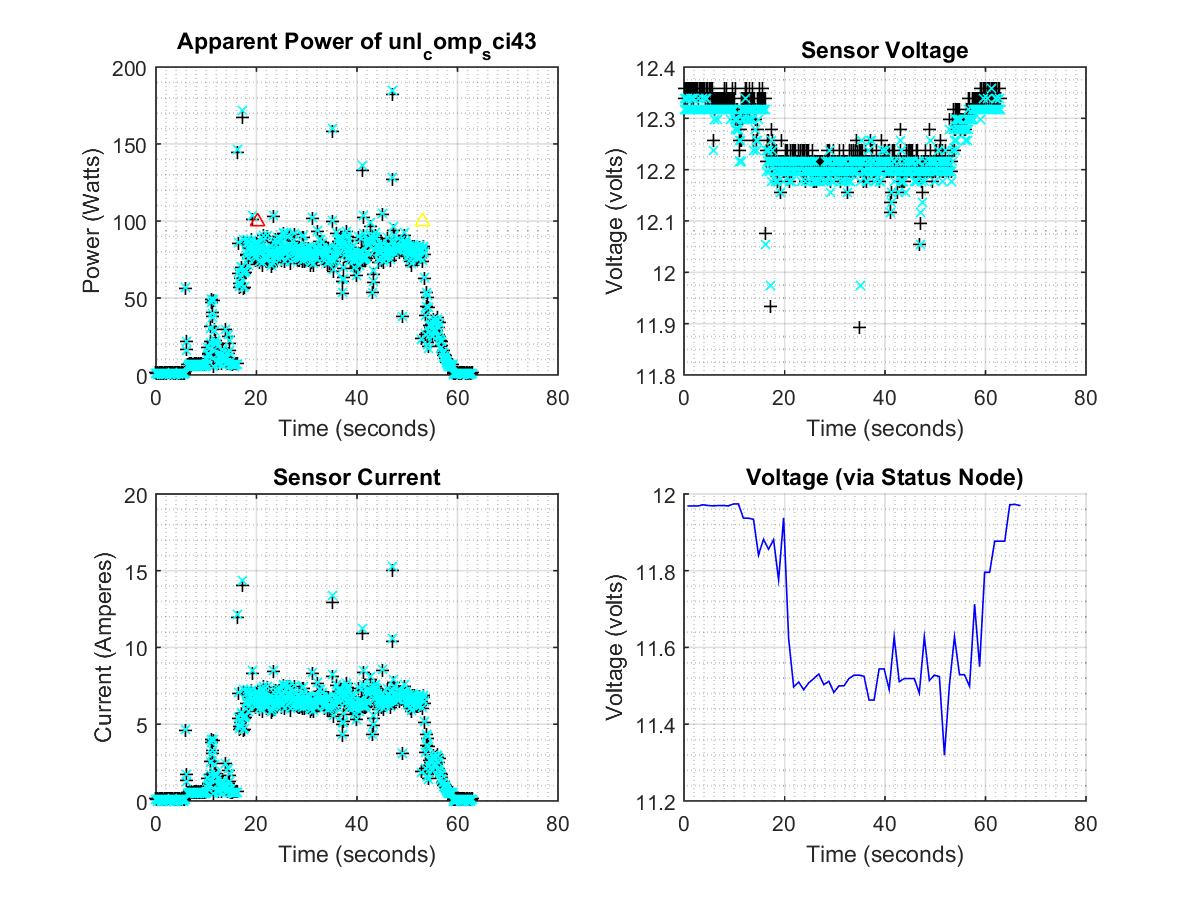 Apparent Power of unlcompsci43
200
150
100
50
0
Power (Watts)
0 20 40 60 80
Time (seconds)
Sensor Voltage
12.4
12.3
12.2
12.1
12
11.9
11.8
Voltage (volts)
0 20 40 60 80
Time (seconds)
Sensor Current
20
15
10
5
0
Current (Amperes)
0 20 40 60 80
Time (seconds)
Voltage (via Status Node)
12
11.8
11.6
11.4
11.2
Voltage (volts)
0 20 40 60 80
Time (seconds)